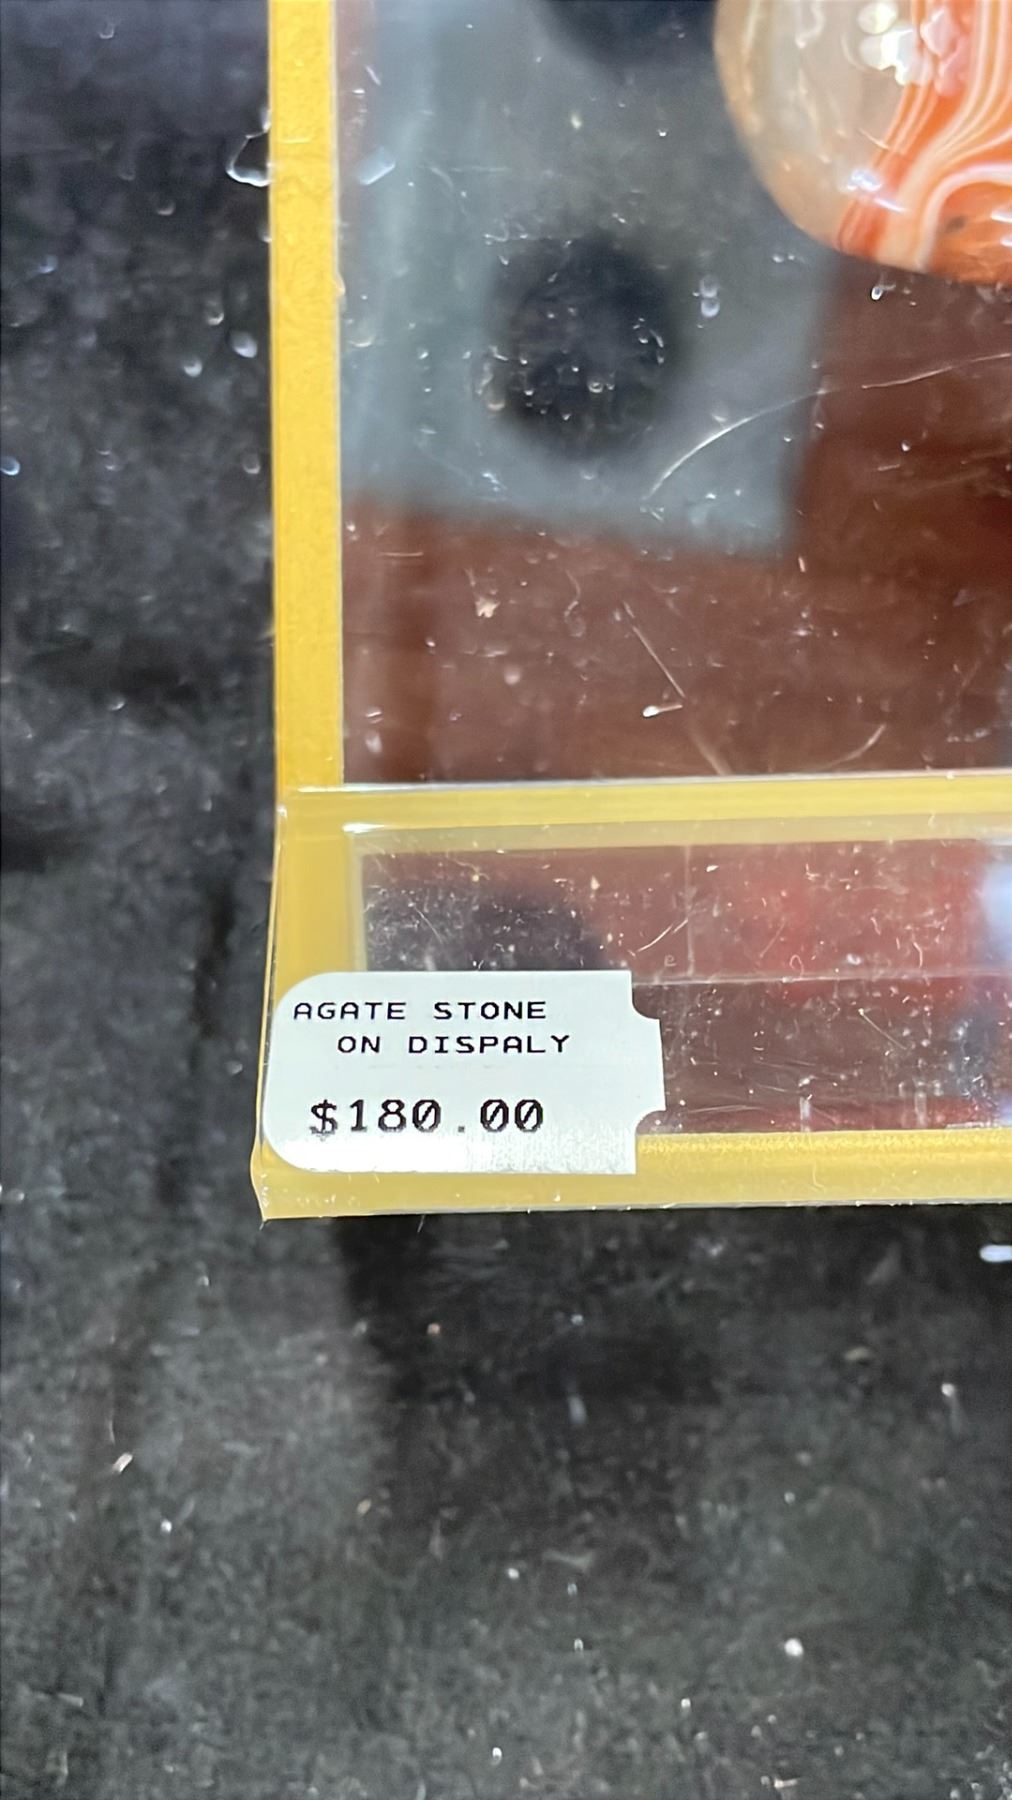 AGATE STONE
ON DISPALY
$180.00